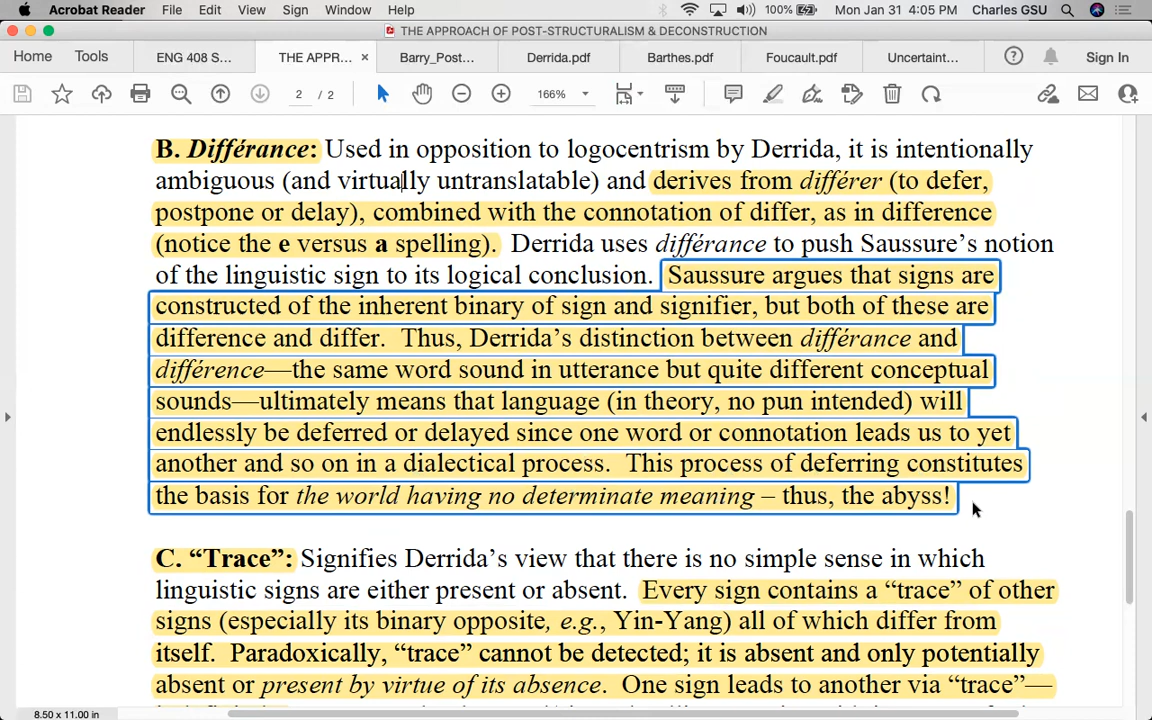 Acrobat Reader File Edit View Sign Window Help 100% Mon Jan 31 4:05 PM Charles GSU
THE APPROACH OF POST-STRUCTURALISM & DECONSTRUCTION
Home Tools ENG 408 S... THE APPR... × Barry_Post... Derrida.pdf Barthes.pdf Foucault.pdf Uncertaint... Sign In
2 / 2 166%
B. Différance: Used in opposition to logocentrism by Derrida, it is intentionally
ambiguous (and virtually untranslatable) and derives from différer (to defer,
postpone or delay), combined with the connotation of differ, as in difference
(notice the e versus a spelling). Derrida uses différance to push Saussure's notion
of the linguistic sign to its logical conclusion. Saussure argues that signs are
constructed of the inherent binary of sign and signifier, but both of these are
difference and differ. Thus, Derrida's distinction between différance and
différence—the same word sound in utterance but quite different conceptual
sounds—ultimately means that language (in theory, no pun intended) will
endlessly be deferred or delayed since one word or connotation leads us to yet
another and so on in a dialectical process. This process of deferring constitutes
the basis for the world having no determinate meaning – thus, the abyss!
C. “Trace”: Signifies Derrida's view that there is no simple sense in which
linguistic signs are either present or absent. Every sign contains a “trace” of other
signs (especially its binary opposite, e.g., Yin-Yang) all of which differ from
itself. Paradoxically, “trace” cannot be detected; it is absent and only potentially
absent or present by virtue of its absence. One sign leads to another via “trace”—
8.50 x 11.00 in